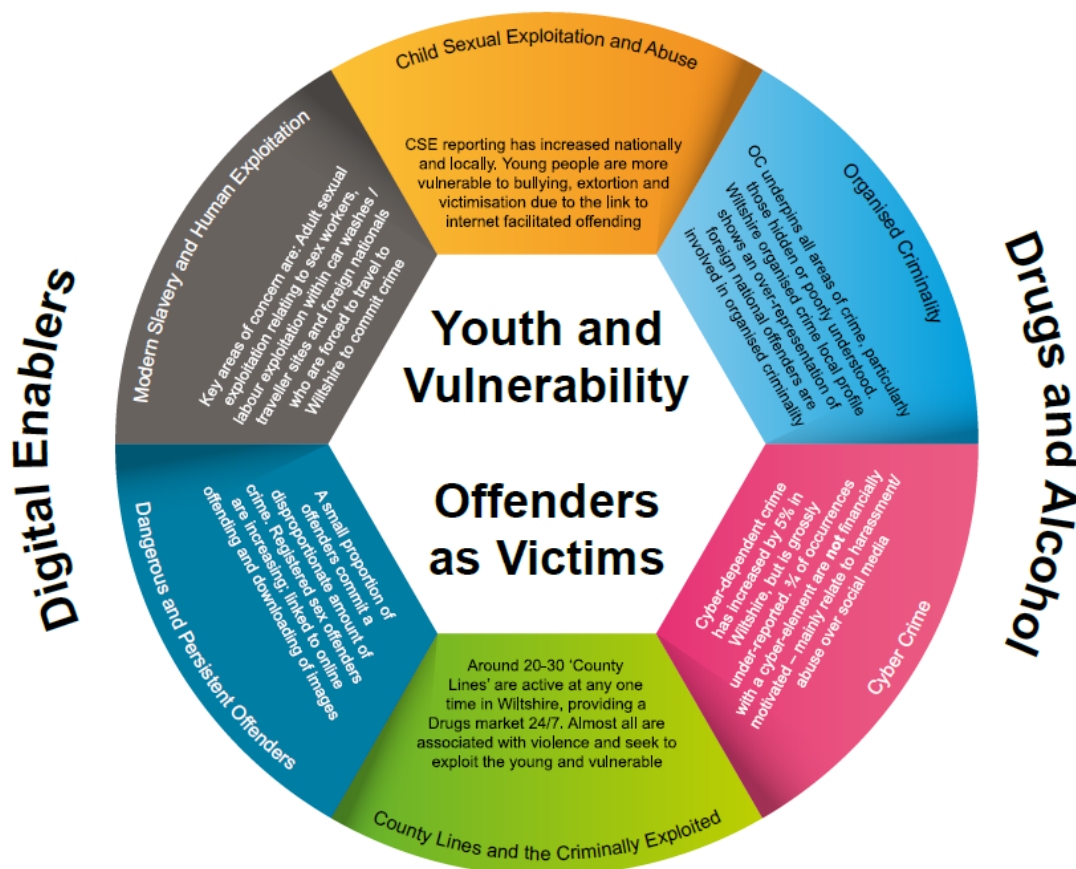 Child Sexual Exploitation and Abuse
CSE reporting has increased nationally
and locally. Young people are more
vulnerable to bullying, extortion and
victimisation due to the link to
internet facilitated offending
Organised Criminality
OC underpins all areas of crime, particularly
those hidden or poorly understood.
Wiltshire organised crime local profile
shows an over-representation of
foreign national offenders are
involved in organised criminality
Drugs and Alcohol
Cyber Crime
Cyber-dependent crime
has increased by 5% in
Wiltshire, but is grossly
under-reported. ¾ of occurrences
with a cyber-element are not financially
motivated – mainly relate to harassment/
abuse over social media
County Lines and the Criminally Exploited
Around 20-30 ‘County
Lines’ are active at any one
time in Wiltshire, providing a
Drugs market 24/7. Almost all are
associated with violence and seek to
exploit the young and vulnerable
Dangerous and Persistent Offenders
A small proportion of
offenders commit a
disproportionate amount of
crime. Registered sex offenders
are increasing; linked to online
offending and downloading of images
Digital Enablers
Modern Slavery and Human Exploitation
Key areas of concern are: Adult sexual
exploitation relating to sex workers,
labour exploitation within car washes /
traveller sites and foreign nationals
who are forced to travel to
Wiltshire to commit crime
Youth and
Vulnerability
Offenders
as Victims